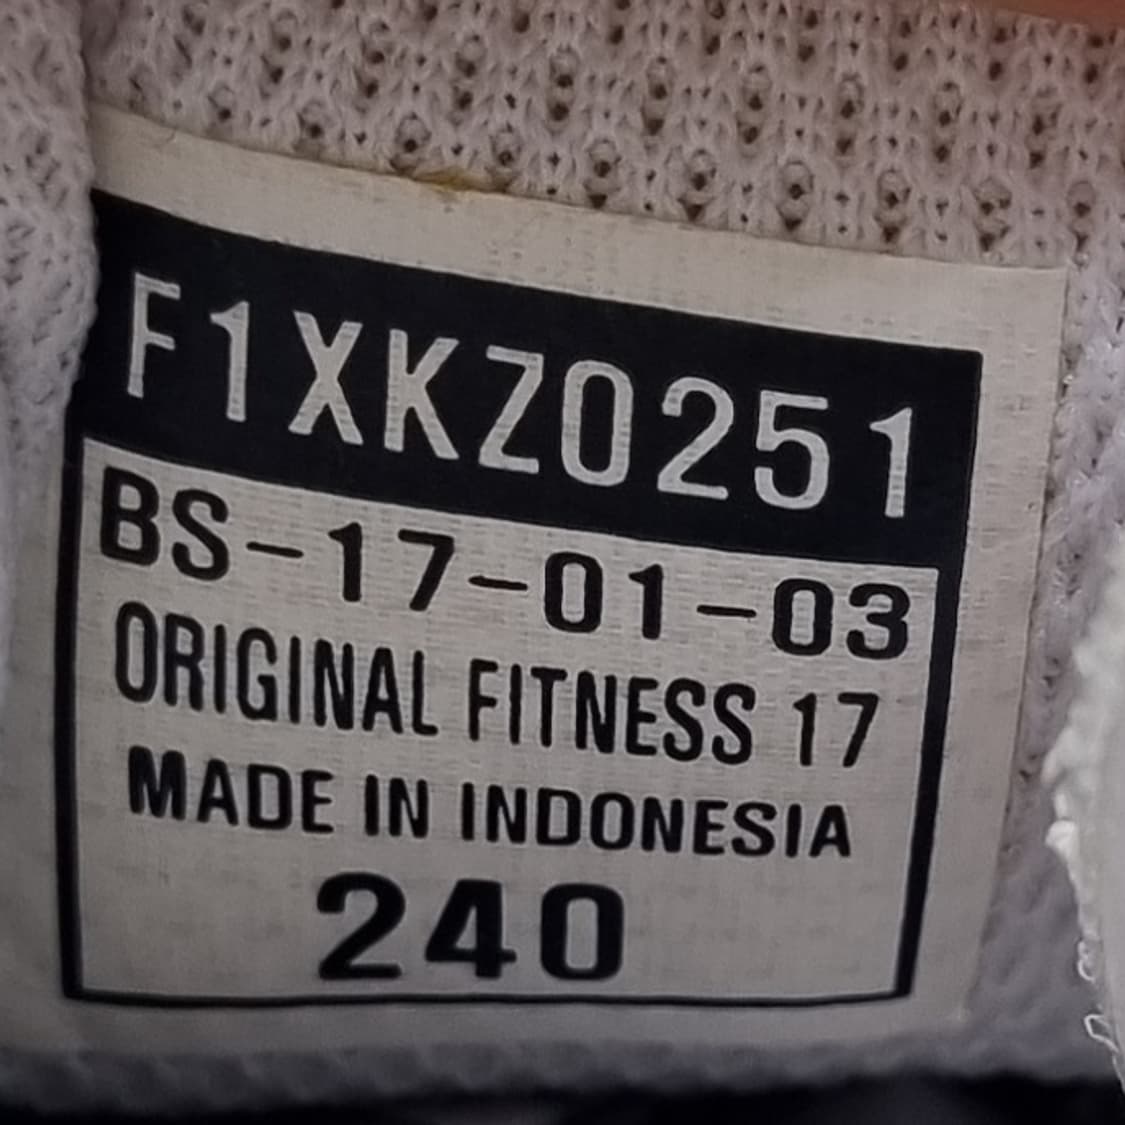 F1XKZ0251
BS-17-01-03
ORIGINAL FITNESS 17
MADE IN INDONESIA
240